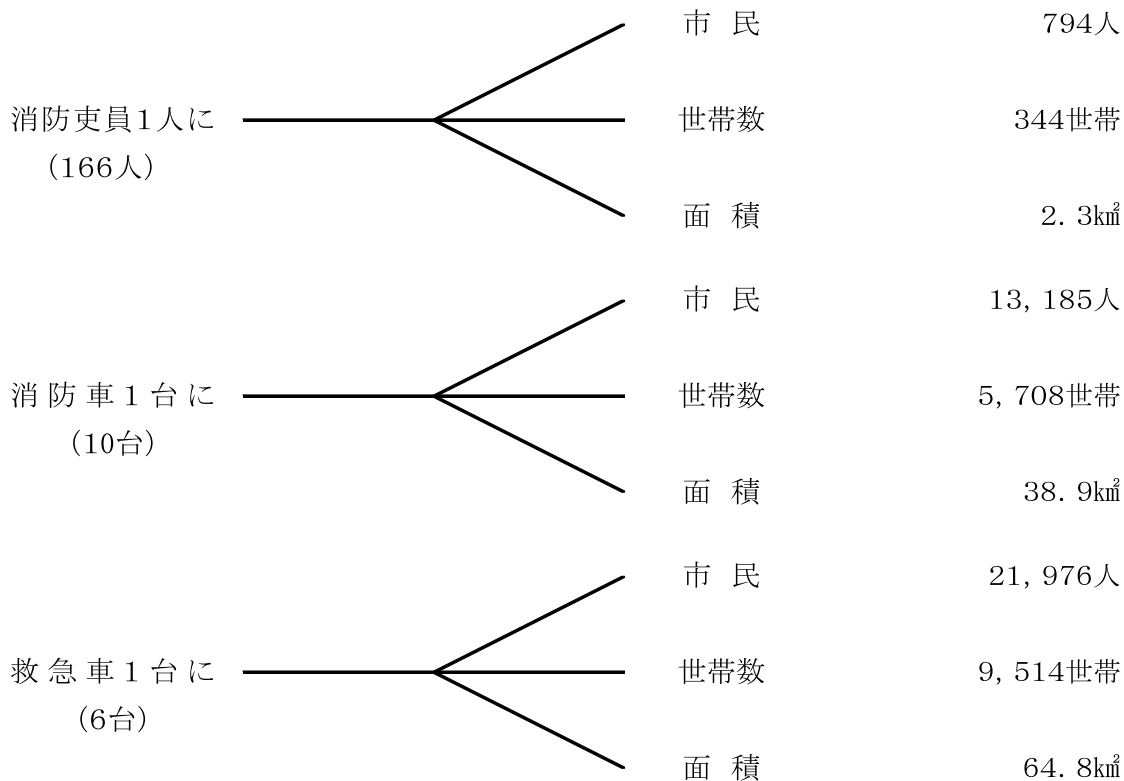 市 民 794人
消防吏員1人に 世帯数 344世帯
(166人)
面 積 2.3㎢
市 民 13,185人
消防車1台に 世帯数 5,708世帯
(10台)
面 積 38.9㎢
市 民 21,976人
救急車1台に 世帯数 9,514世帯
(6台)
面 積 64.8㎢